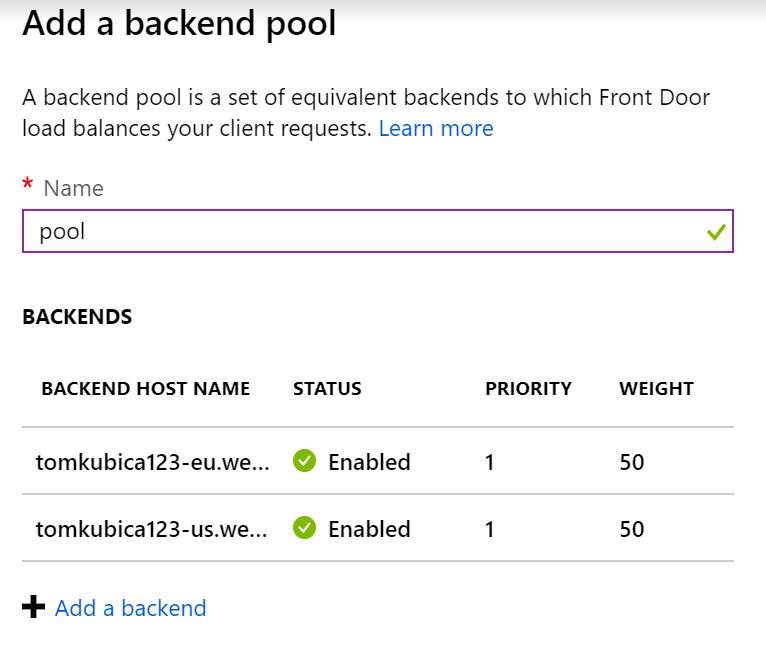 Add a backend pool
A backend pool is a set of equivalent backends to which Front Door
load balances your client requests. Learn more
* Name
pool
BACKENDS
BACKEND HOST NAME STATUS PRIORITY WEIGHT
tomkubica123-eu.we... Enabled 1 50
tomkubica123-us.we... Enabled 1 50
Add a backend